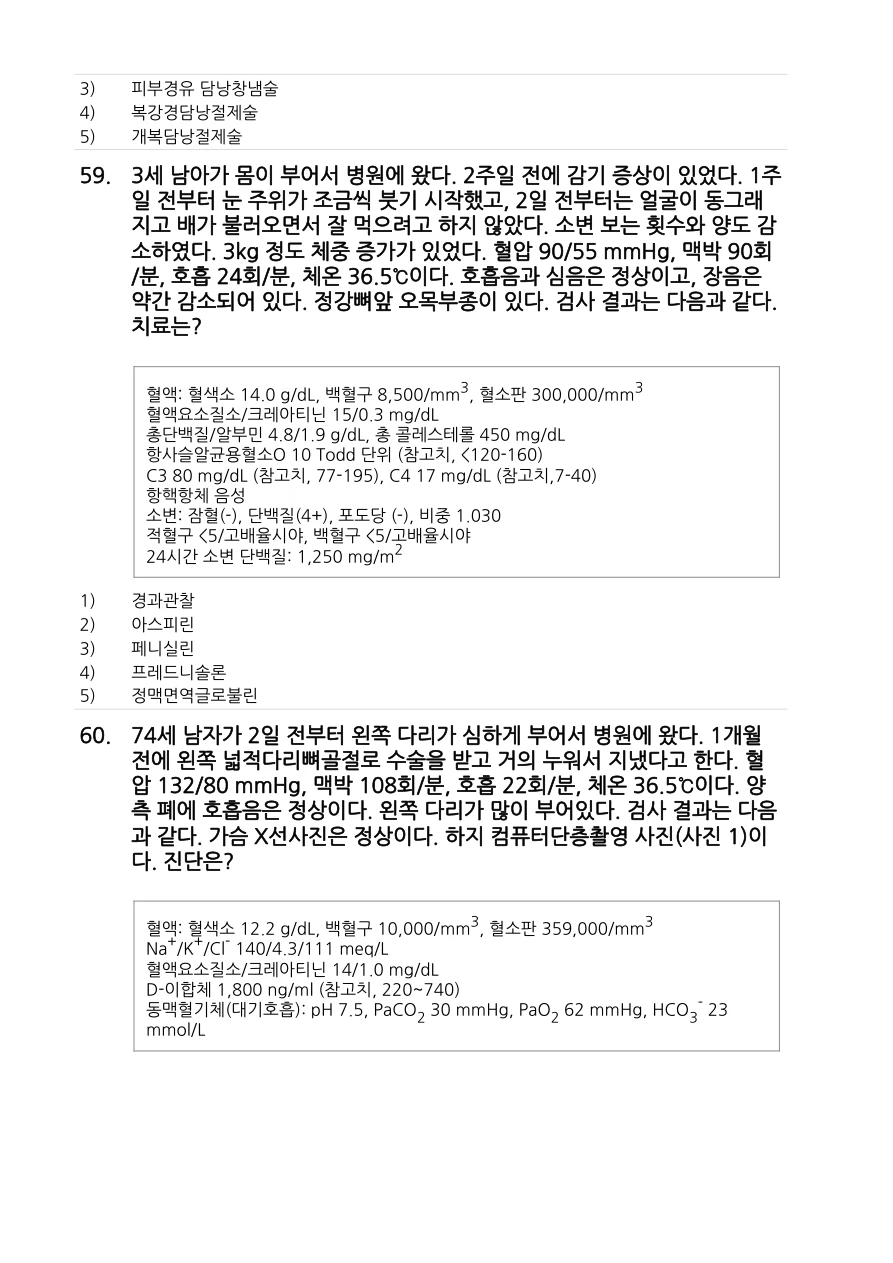 3) 피부경유 담낭창냄술
4) 복강경담낭절제술
5) 개복담낭절제술
59. 3세 남아가 몸이 부어서 병원에 왔다. 2주일 전에 감기 증상이 있었다. 1주
일 전부터 눈 주위가 조금씩 붓기 시작했고, 2일 전부터는 얼굴이 동그래
지고 배가 불러오면서 잘 먹으려고 하지 않았다. 소변 보는 횟수와 양도 감
소하였다. 3kg 정도 체중 증가가 있었다. 혈압 90/55 mmHg, 맥박 90회
/분, 호흡 24회/분, 체온 36.5℃이다. 호흡음과 심음은 정상이고, 장음은
약간 감소되어 있다. 정강뼈앞 오목부종이 있다. 검사 결과는 다음과 같다.
치료는?
혈액: 혈색소 14.0 g/dL, 백혈구 8,500/mm³, 혈소판 300,000/mm³
혈액요소질소/크레아티닌 15/0.3 mg/dL
총단백질/알부민 4.8/1.9 g/dL, 총 콜레스테롤 450 mg/dL
항사슬알균용혈소O 10 Todd 단위 (참고치, <120-160)
C3 80 mg/dL (참고치, 77-195), C4 17 mg/dL (참고치,7-40)
항핵항체 음성
소변: 잠혈(-), 단백질(4+), 포도당 (-), 비중 1.030
적혈구 <5/고배율시야, 백혈구 <5/고배율시야
24시간 소변 단백질: 1,250 mg/m²
1) 경과관찰
2) 아스피린
3) 페니실린
4) 프레드니솔론
5) 정맥면역글로불린
60. 74세 남자가 2일 전부터 왼쪽 다리가 심하게 부어서 병원에 왔다. 1개월
전에 왼쪽 넓적다리뼈골절로 수술을 받고 거의 누워서 지냈다고 한다. 혈
압 132/80 mmHg, 맥박 108회/분, 호흡 22회/분, 체온 36.5℃이다. 양
측 폐에 호흡음은 정상이다. 왼쪽 다리가 많이 부어있다. 검사 결과는 다음
과 같다. 가슴 X선사진은 정상이다. 하지 컴퓨터단층촬영 사진(사진 1)이
다. 진단은?
혈액: 혈색소 12.2 g/dL, 백혈구 10,000/mm³, 혈소판 359,000/mm³
Na⁺/K⁺/Cl⁻ 140/4.3/111 meq/L
혈액요소질소/크레아티닌 14/1.0 mg/dL
D-이합체 1,800 ng/ml (참고치, 220~740)
동맥혈기체(대기호흡): pH 7.5, PaCO₂ 30 mmHg, PaO₂ 62 mmHg, HCO₃⁻ 23
mmol/L